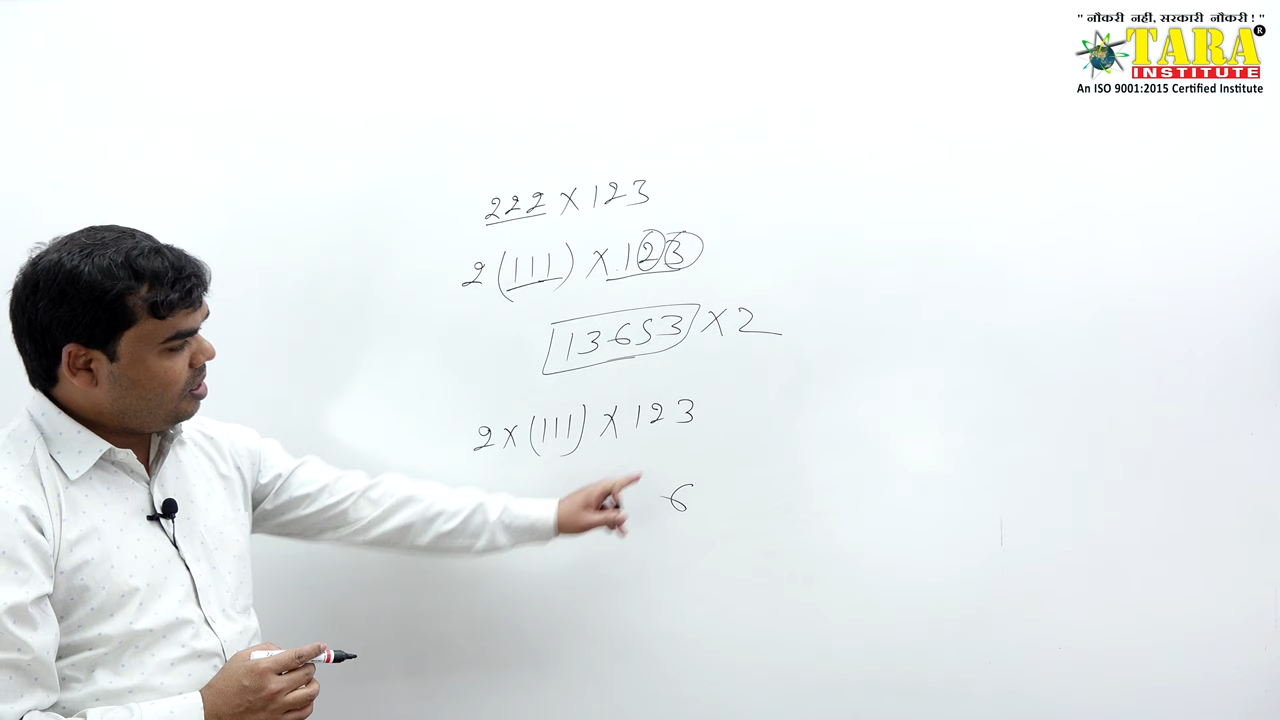 " नौकरी नहीं, सरकारी नौकरी ! "
TARA®
INSTITUTE
An ISO 9001:2015 Certified Institute
222 × 123
2 (111) × 123
13653 × 2
2 × (111) × 123
6